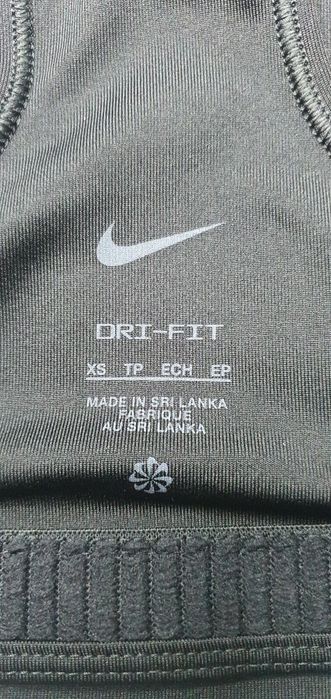 DRI-FIT
XS TP ECH EP
MADE IN SRI LANKA
FABRIQUE
AU SRI LANKA